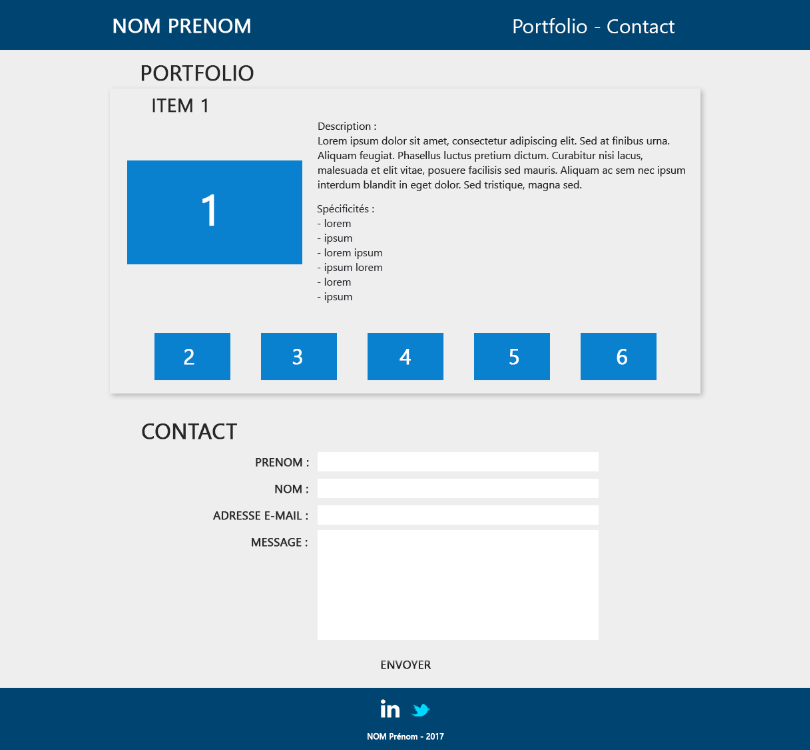 NOM PRENOM
Portfolio - Contact
PORTFOLIO
ITEM 1
1
Description :
Lorem ipsum dolor sit amet, consectetur adipiscing elit. Sed at finibus urna.
Aliquam feugiat. Phasellus luctus pretium dictum. Curabitur nisi lacus,
malesuada et elit vitae, posuere facilisis sed mauris. Aliquam ac sem nec ipsum
interdum blandit in eget dolor. Sed tristique, magna sed.
Spécificités :
- lorem
- ipsum
- lorem ipsum
- ipsum lorem
- lorem
- ipsum
2
3
4
5
6
CONTACT
PRENOM :
NOM :
ADRESSE E-MAIL :
MESSAGE :
ENVOYER
in
NOM Prénom - 2017